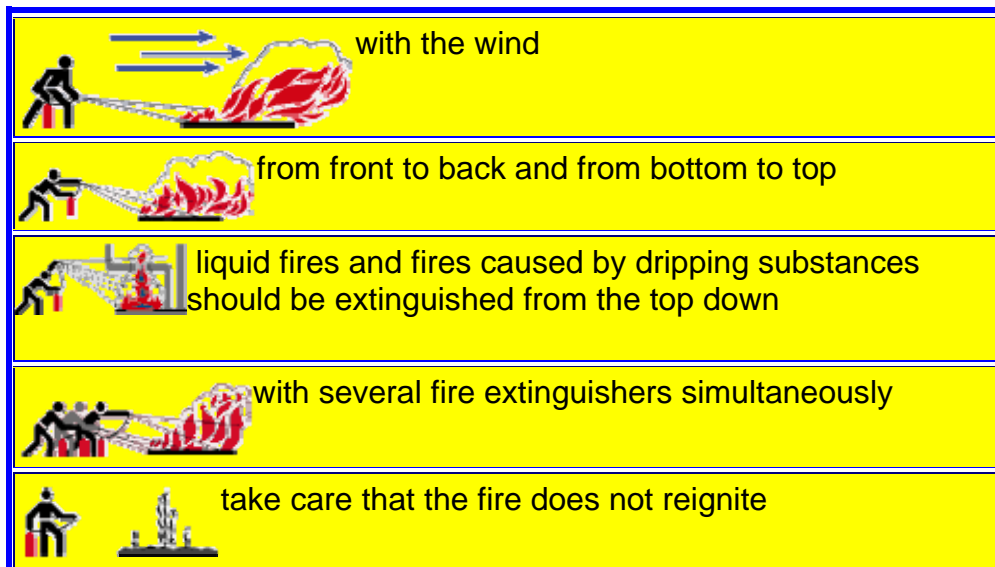 with the wind
from front to back and from bottom to top
liquid fires and fires caused by dripping substances
should be extinguished from the top down
with several fire extinguishers simultaneously
take care that the fire does not reignite